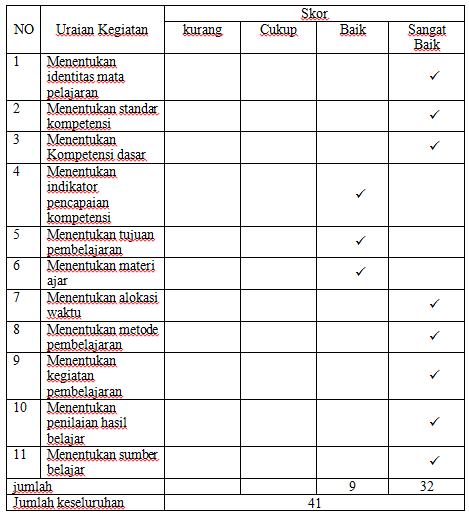 Skor
NO Uraian Kegiatan kurang Cukup Baik Sangat
Baik
1 Menentukan
identitas mata
pelajaran ✓
2 Menentukan standar
kompetensi ✓
3 Menentukan
Kompetensi dasar ✓
4 Menentukan
indikator
pencapaian ✓
kompetensi
5 Menentukan tujuan
pembelajaran ✓
6 Menentukan materi
ajar ✓
7 Menentukan alokasi
waktu ✓
8 Menentukan metode
pembelajaran ✓
9 Menentukan
kegiatan ✓
pembelajaran
10 Menentukan
penilaian hasil ✓
belajar
11 Menentukan sumber
belajar ✓
jumlah 9 32
Jumlah keseluruhan 41